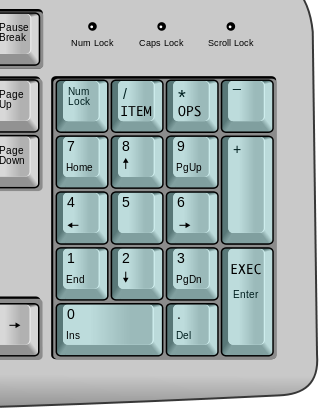 Pause
Break
Num Lock Caps Lock Scroll Lock
Page
Up
Num
Lock
/
ITEM
*
OPS
−
Page
Down
7
Home
8
↑
9
PgUp
+
4
←
5
6
→
1
End
2
↓
3
PgDn
EXEC
Enter
→
0
Ins
.
Del